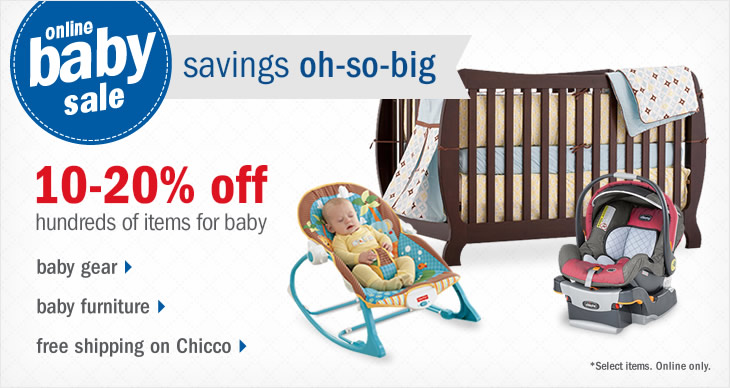 online
baby
sale
savings oh-so-big
10-20% off
hundreds of items for baby
baby gear
baby furniture
free shipping on Chicco
*Select items. Online only.